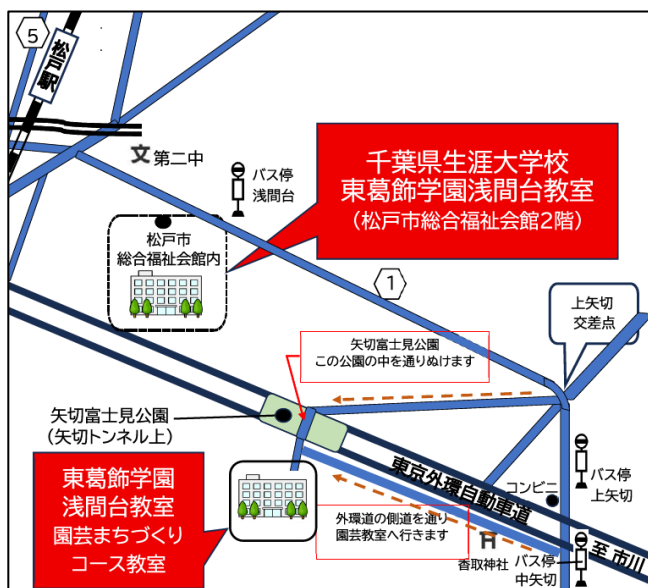 5
松戸駅
文 第二中
バス停
浅間台
千葉県生涯大学校
東葛飾学園浅間台教室
(松戸市総合福祉会館2階)
松戸市
総合福祉会館内
1
上矢切
交差点
矢切富士見公園
この公園の中を通りぬけます
矢切富士見公園
(矢切トンネル上)
東葛飾学園
浅間台教室
園芸まちづくり
コース教室
東京外環自動車道
コンビニ
バス停
上矢切
外環道の側道を通り
園芸教室へ行きます
香取神社
至 市川
バス停
中矢切